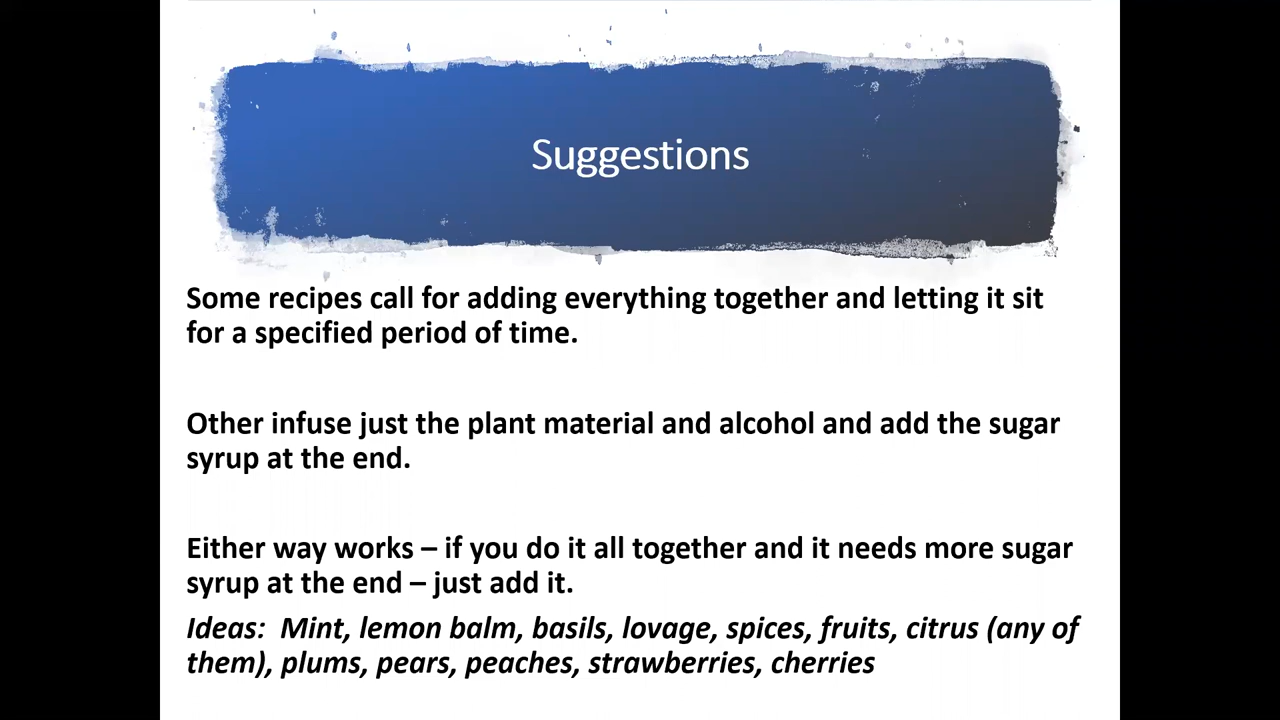 Suggestions
Some recipes call for adding everything together and letting it sit
for a specified period of time.
Other infuse just the plant material and alcohol and add the sugar
syrup at the end.
Either way works – if you do it all together and it needs more sugar
syrup at the end – just add it.
Ideas:  Mint, lemon balm, basils, lovage, spices, fruits, citrus (any of
them), plums, pears, peaches, strawberries, cherries